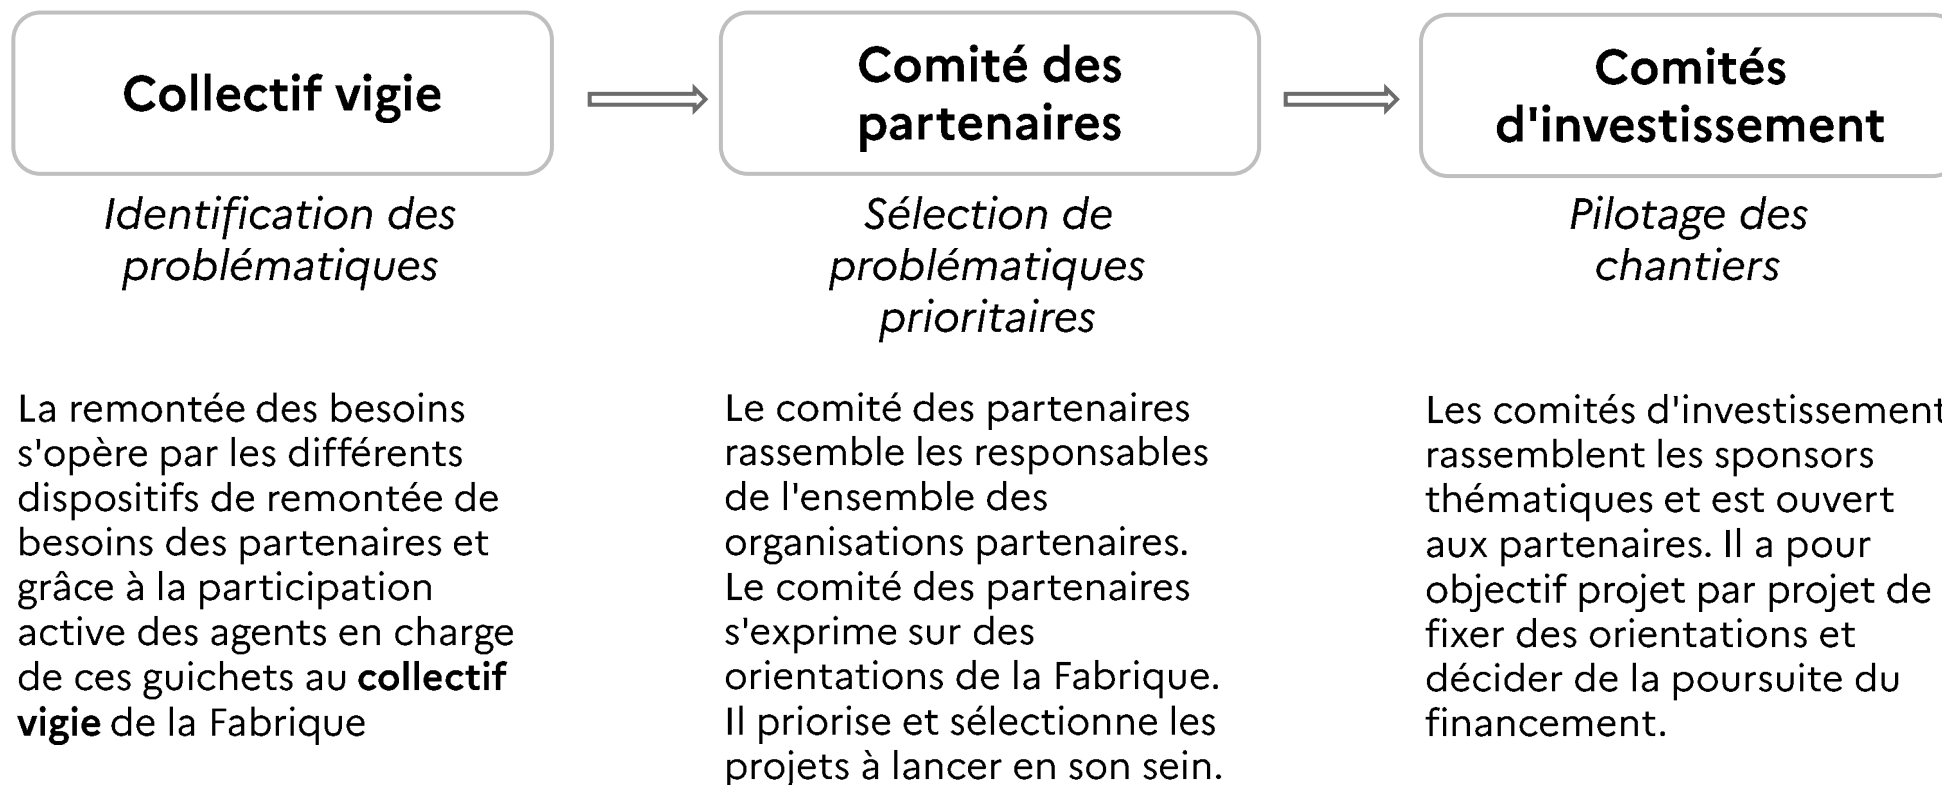 Collectif vigie
Identification des
problématiques
La remontée des besoins
s'opère par les différents
dispositifs de remontée de
besoins des partenaires et
grâce à la participation
active des agents en charge
de ces guichets au collectif
vigie de la Fabrique
Comité des
partenaires
Sélection de
problématiques
prioritaires
Le comité des partenaires
rassemble les responsables
de l'ensemble des
organisations partenaires.
Le comité des partenaires
s'exprime sur des
orientations de la Fabrique.
Il priorise et sélectionne les
projets à lancer en son sein.
Comités
d'investissement
Pilotage des
chantiers
Les comités d'investissement
rassemblent les sponsors
thématiques et est ouvert
aux partenaires. Il a pour
objectif projet par projet de
fixer des orientations et
décider de la poursuite du
financement.